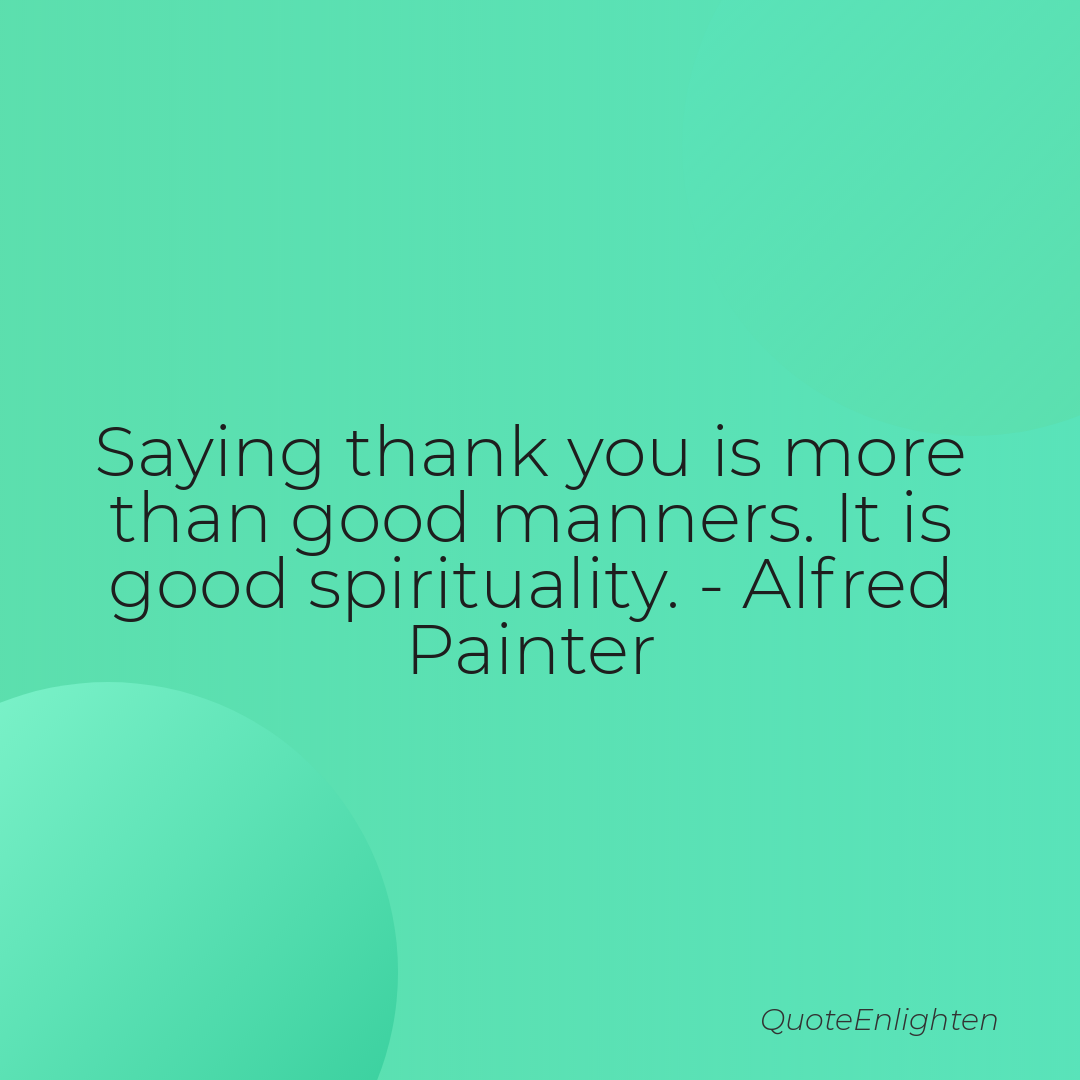 Saying thank you is more
than good manners. It is
good spirituality. - Alfred
Painter
QuoteEnlighten